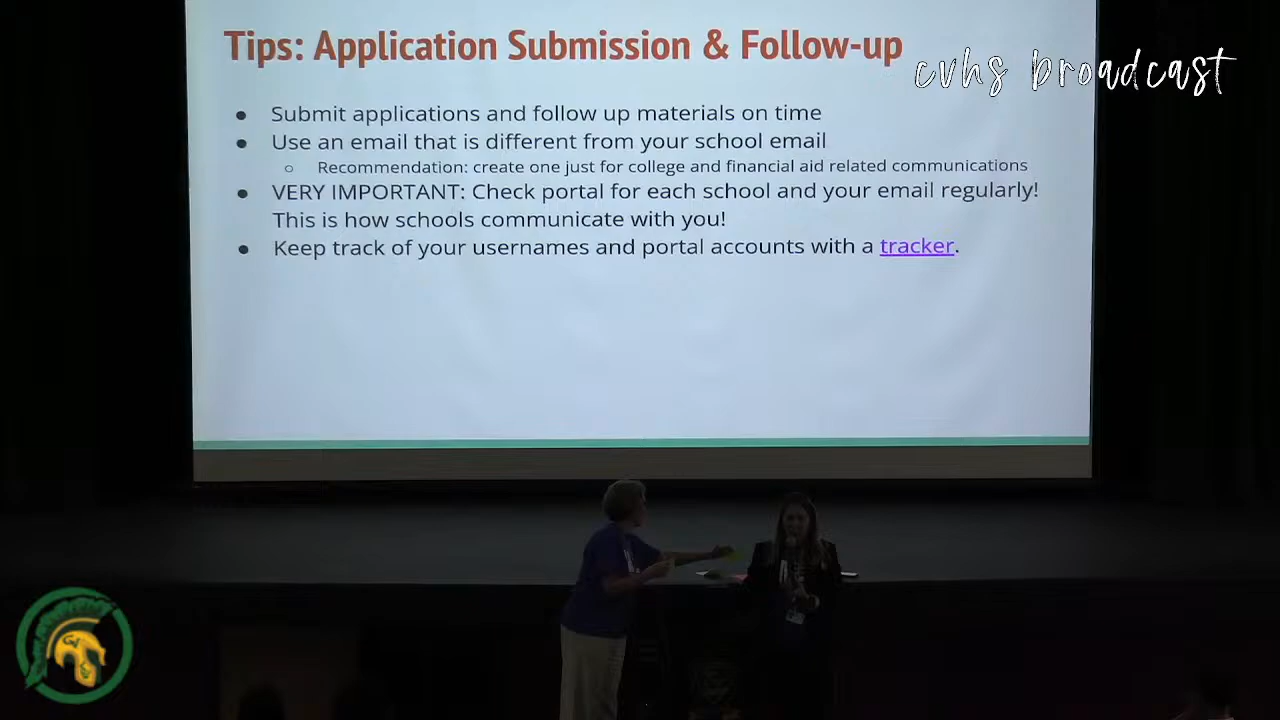 Tips: Application Submission & Follow-up
cvhs broadcast
● Submit applications and follow up materials on time
● Use an email that is different from your school email
○ Recommendation: create one just for college and financial aid related communications
● VERY IMPORTANT: Check portal for each school and your email regularly!
This is how schools communicate with you!
● Keep track of your usernames and portal accounts with a tracker.
CV